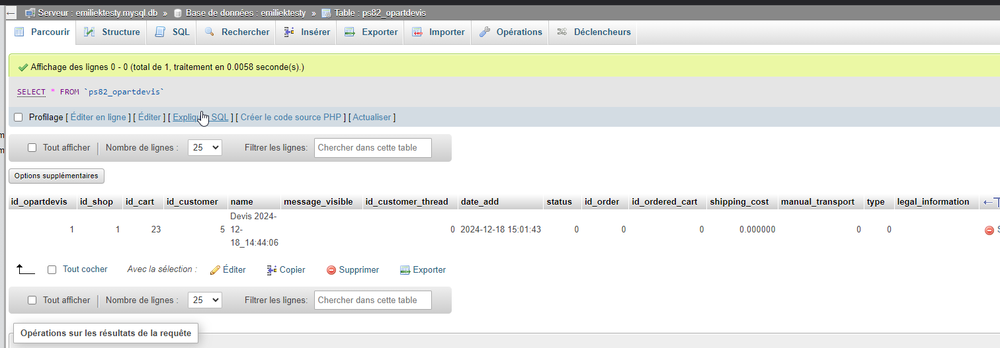 Serveur : emiliektesty.mysql.db » Base de données : emiliektesty » Table : ps82_opartdevis
Parcourir Structure SQL Rechercher Insérer Exporter Importer Opérations Déclencheurs
Affichage des lignes 0 - 0 (total de 1, traitement en 0.0058 seconde(s).)
SELECT * FROM `ps82_opartdevis`
Profilage [ Éditer en ligne ] [ Éditer ] [ Expliquer SQL ] [ Créer le code source PHP ] [ Actualiser ]
Tout afficher Nombre de lignes : 25 Filtrer les lignes: Chercher dans cette table
Options supplémentaires
id_opartdevis id_shop id_cart id_customer name message_visible id_customer_thread date_add status id_order id_ordered_cart shipping_cost manual_transport type legal_information
1 1 23 5 Devis 2024-12-18_14:44:06 0 2024-12-18 15:01:43 0 0 0 0.000000 0 0
Tout cocher Avec la sélection : Éditer Copier Supprimer Exporter
Tout afficher Nombre de lignes : 25 Filtrer les lignes: Chercher dans cette table
Opérations sur les résultats de la requête